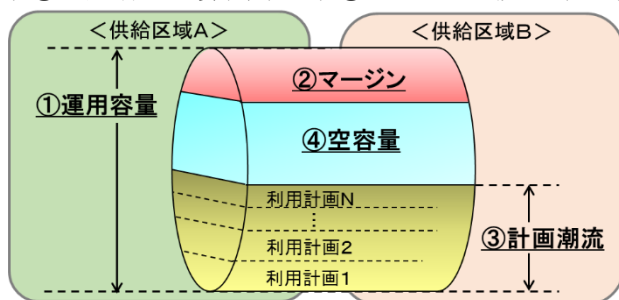 <供給区域A>
<供給区域B>
②マージン
①運用容量
④空容量
利用計画N
⋮
利用計画2
利用計画1
③計画潮流